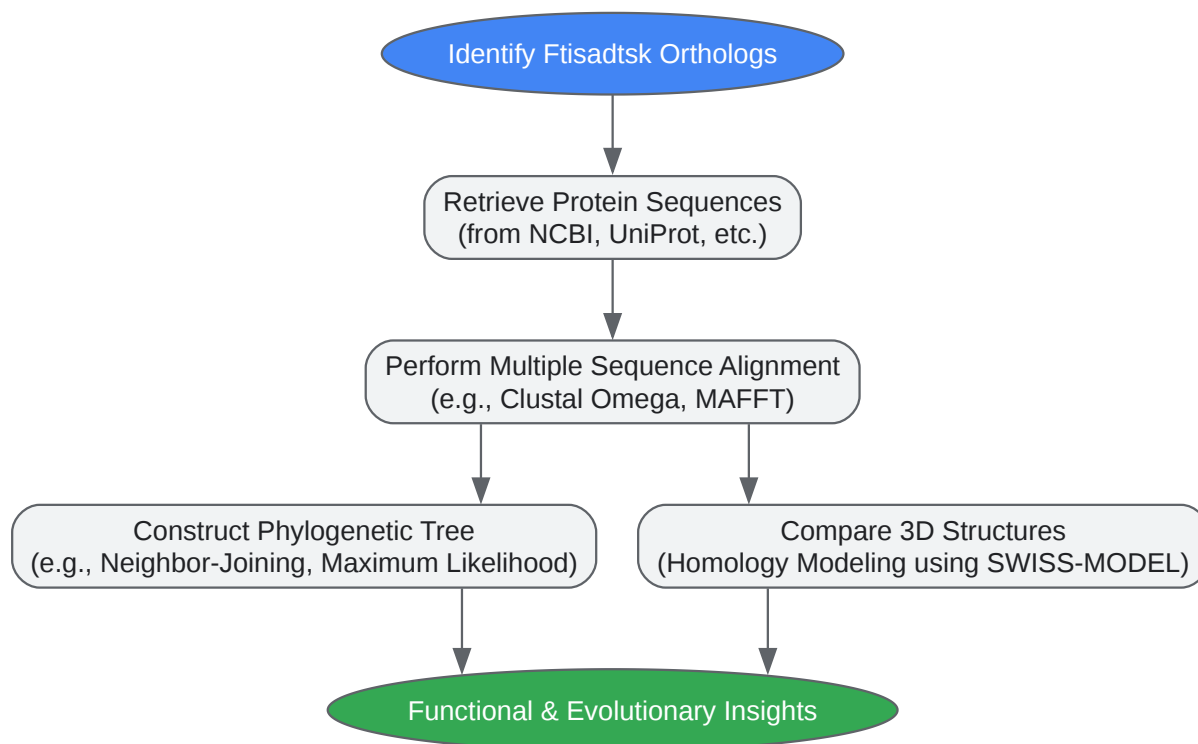 Identify Ftisadtsk Orthologs
Retrieve Protein Sequences
(from NCBI, UniProt, etc.)
Perform Multiple Sequence Alignment
(e.g., Clustal Omega, MAFFT)
Construct Phylogenetic Tree
(e.g., Neighbor-Joining, Maximum Likelihood)
Compare 3D Structures
(Homology Modeling using SWISS-MODEL)
Functional & Evolutionary Insights